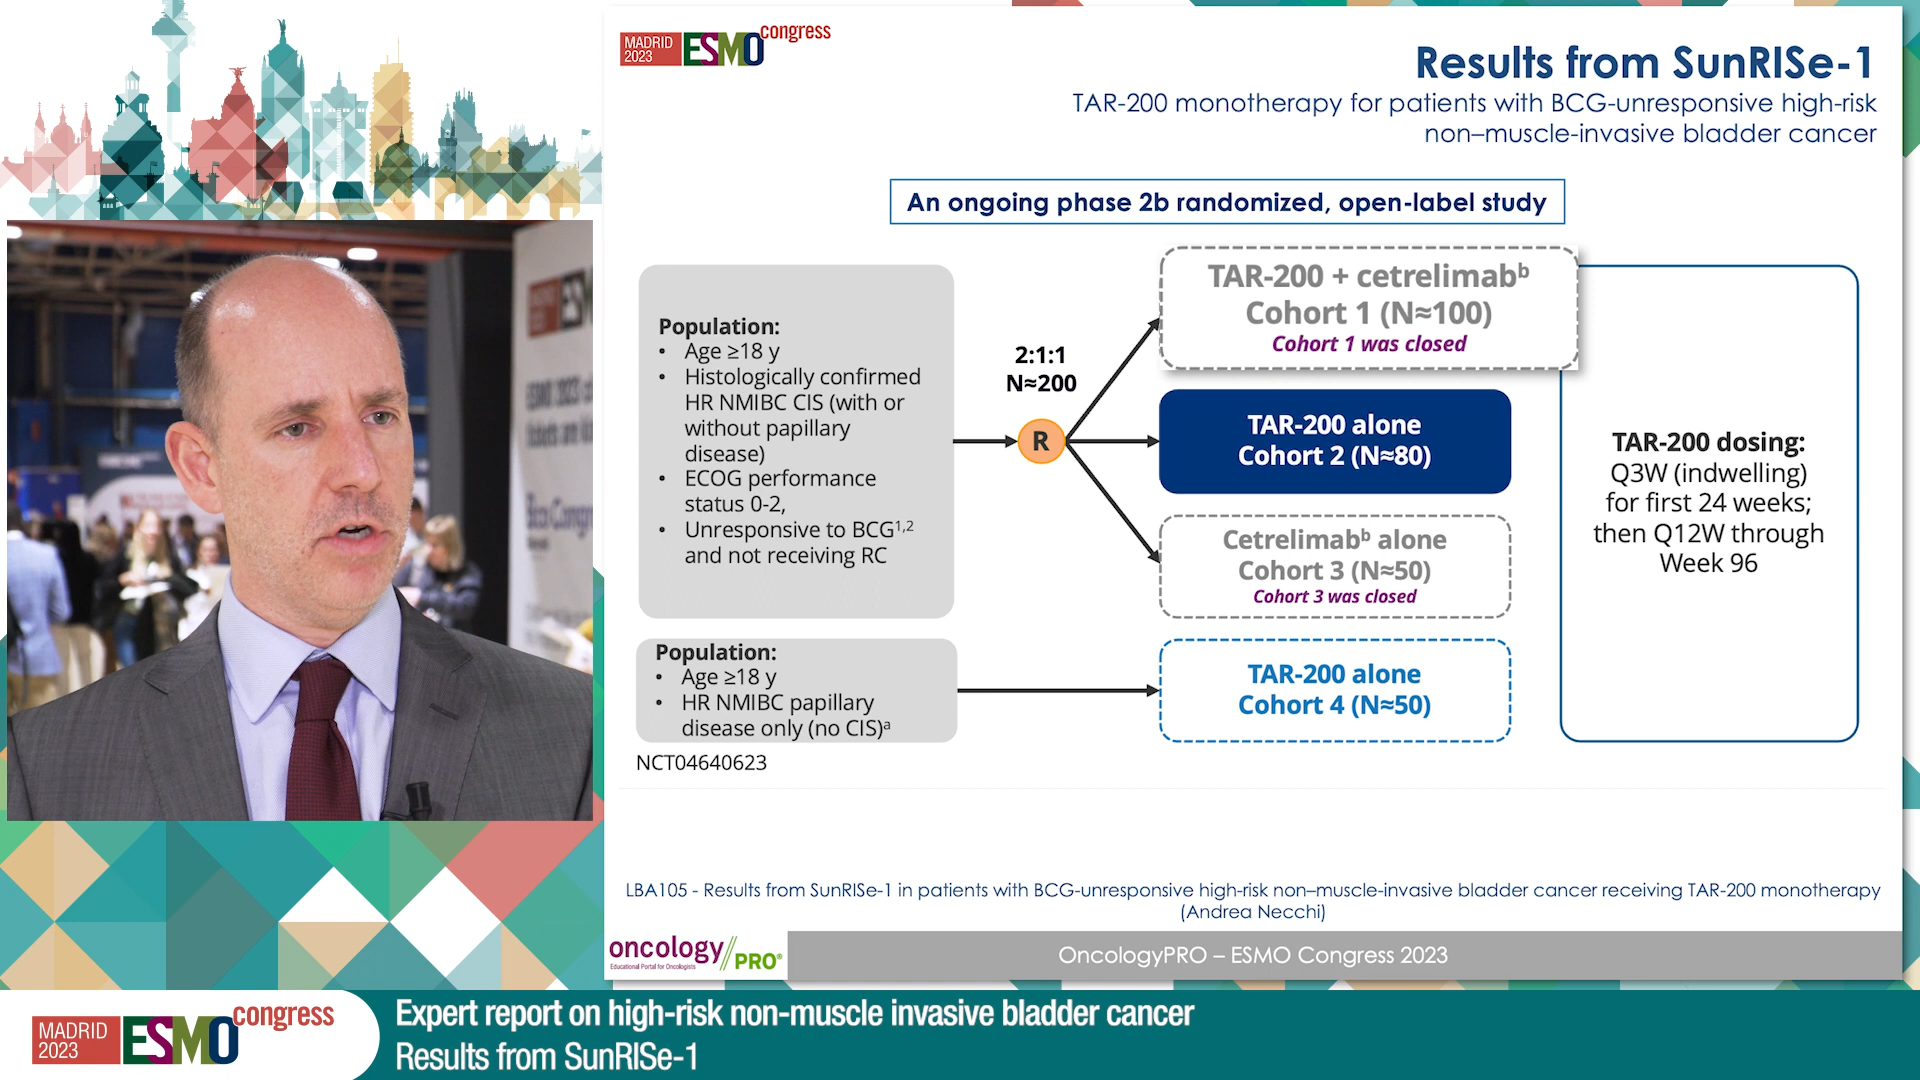 MADRID
2023
ESMO congress
Results from SunRISe-1
TAR-200 monotherapy for patients with BCG-unresponsive high-risk
non–muscle-invasive bladder cancer
An ongoing phase 2b randomized, open-label study
Population:
• Age ≥18 y
• Histologically confirmed
HR NMIBC CIS (with or
without papillary
disease)
• ECOG performance
status 0-2,
• Unresponsive to BCG1,2
and not receiving RC
2:1:1
N≈200
R
TAR-200 + cetrelimabᵇ
Cohort 1 (N≈100)
Cohort 1 was closed
TAR-200 alone
Cohort 2 (N≈80)
Cetrelimabᵇ alone
Cohort 3 (N≈50)
Cohort 3 was closed
TAR-200 dosing:
Q3W (indwelling)
for first 24 weeks;
then Q12W through
Week 96
Population:
• Age ≥18 y
• HR NMIBC papillary
disease only (no CIS)ᵃ
TAR-200 alone
Cohort 4 (N≈50)
NCT04640623
LBA105 - Results from SunRISe-1 in patients with BCG-unresponsive high-risk non–muscle-invasive bladder cancer receiving TAR-200 monotherapy
(Andrea Necchi)
oncology//PRO®
Educational Portal for Oncologists
OncologyPRO – ESMO Congress 2023
MADRID
2023
ESMO congress
Expert report on high-risk non-muscle invasive bladder cancer
Results from SunRISe-1